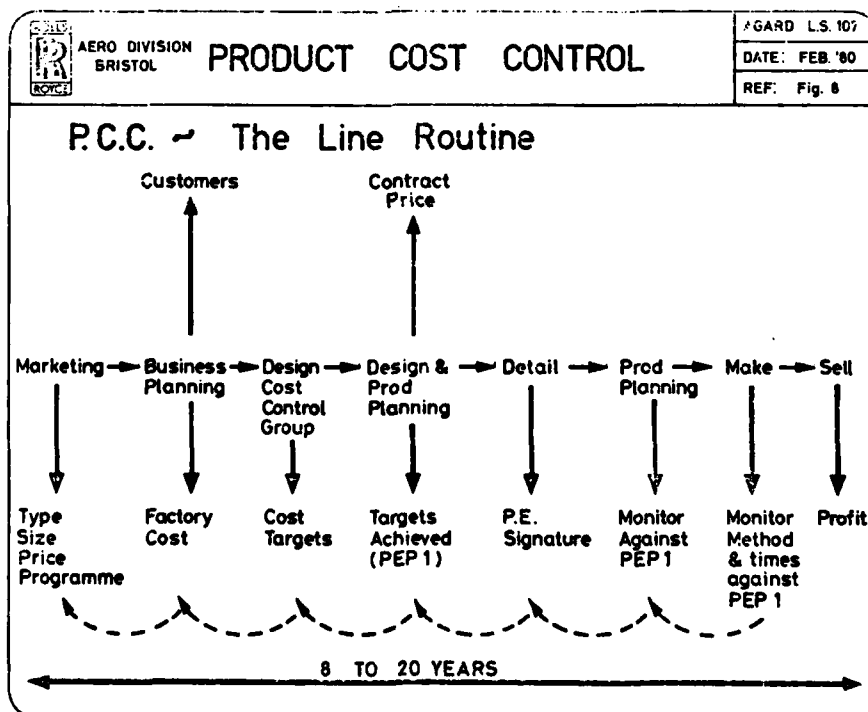 ROLLS
R
ROYCE
AERO DIVISION
BRISTOL
PRODUCT COST CONTROL
AGARD L.S. 107
DATE: FEB. '80
REF: Fig. 8
P.C.C. ~ The Line Routine
Customers
Contract
Price
Marketing
Business
Planning
Design
Cost
Control
Group
Design &
Prod
Planning
Detail
Prod
Planning
Make
Sell
Type
Size
Price
Programme
Factory
Cost
Cost
Targets
Targets
Achieved
(PEP 1)
P.E.
Signature
Monitor
Against
PEP 1
Monitor
Method
& times
against
PEP 1
Profit
8 TO 20 YEARS